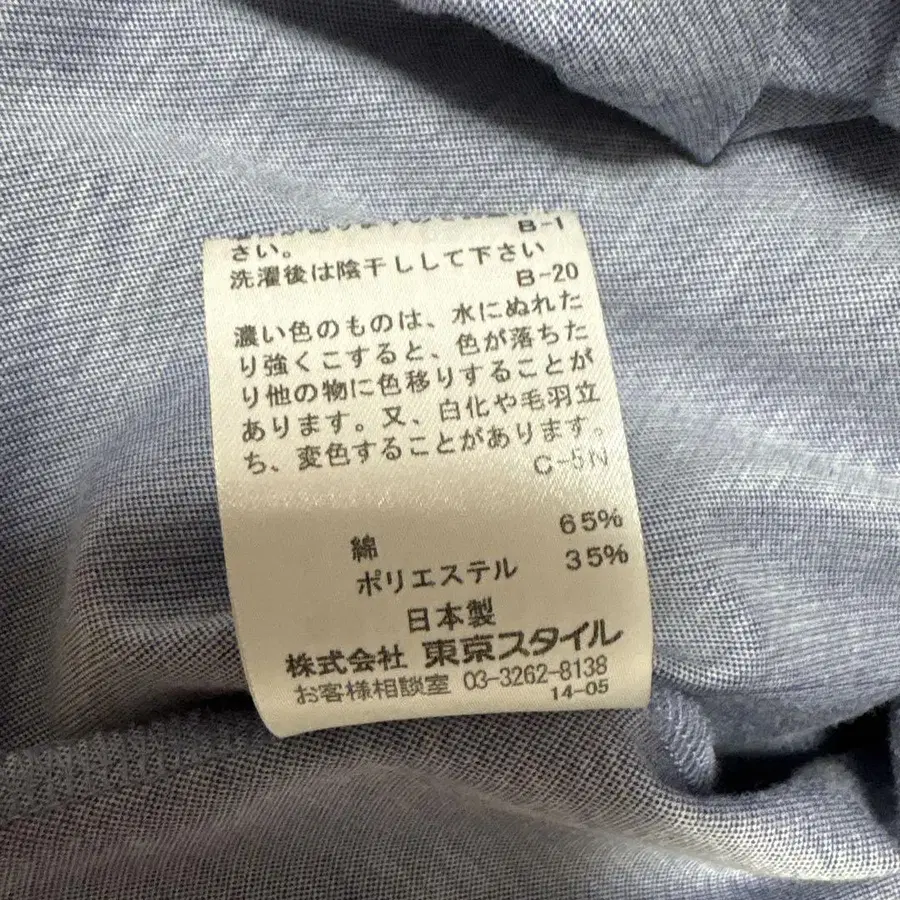 B-1
さい。
洗濯後は陰干しして下さい
B-20
濃い色のものは、水にぬれた
り強くこすると、色が落ちた
り他の物に色移りすることが
あります。又、白化や毛羽立
ち、変色することがあります。
C-5N
綿 65%
ポリエステル 35%
日本製
株式会社 東京スタイル
お客様相談室 03-3262-8138
14-05